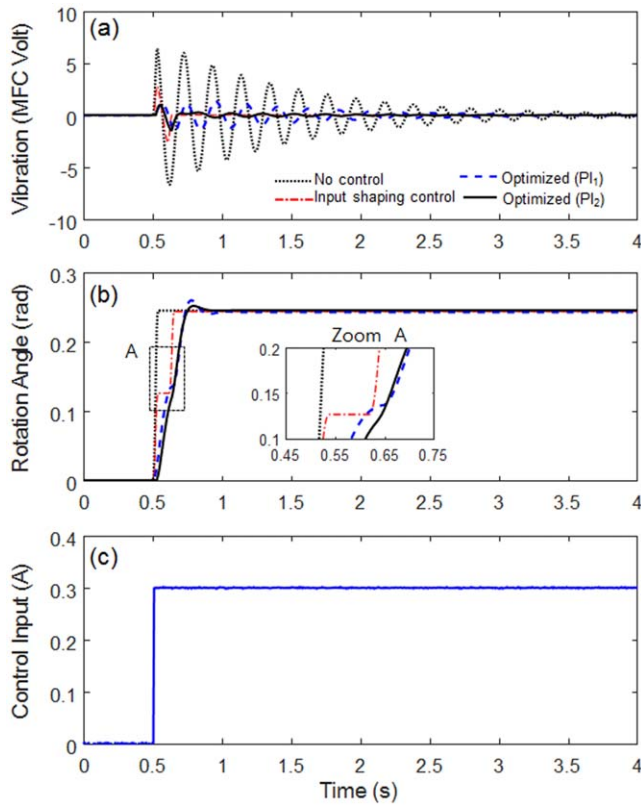 10
5
0
-5
-10
Vibration (MFC Volt)
(a)
No control
Input shaping control
Optimized (PI₁)
Optimized (PI₂)
0 0.5 1 1.5 2 2.5 3 3.5 4
0.3
0.2
0.1
0
Rotation Angle (rad)
(b)
A
Zoom A
0.2
0.15
0.1
0.45 0.55 0.65 0.75
0 0.5 1 1.5 2 2.5 3 3.5 4
0.4
0.3
0.2
0.1
0
Control Input (A)
(c)
0 0.5 1 1.5 2 2.5 3 3.5 4
Time (s)